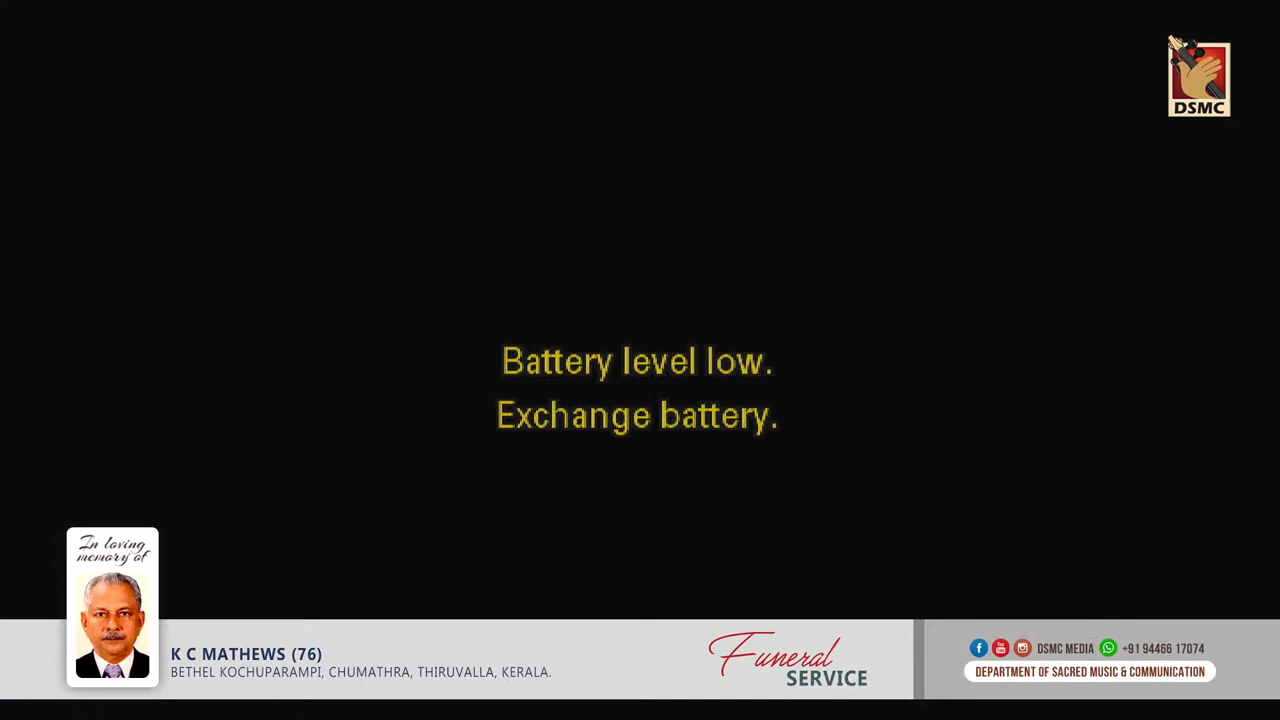 DSMC
Battery level low.
Exchange battery.
In loving
memory of
K C MATHEWS (76)
BETHEL KOCHUPARAMPI, CHUMATHRA, THIRUVALLA, KERALA.
Funeral
SERVICE
DSMC MEDIA +91 94466 17074
DEPARTMENT OF SACRED MUSIC & COMMUNICATION